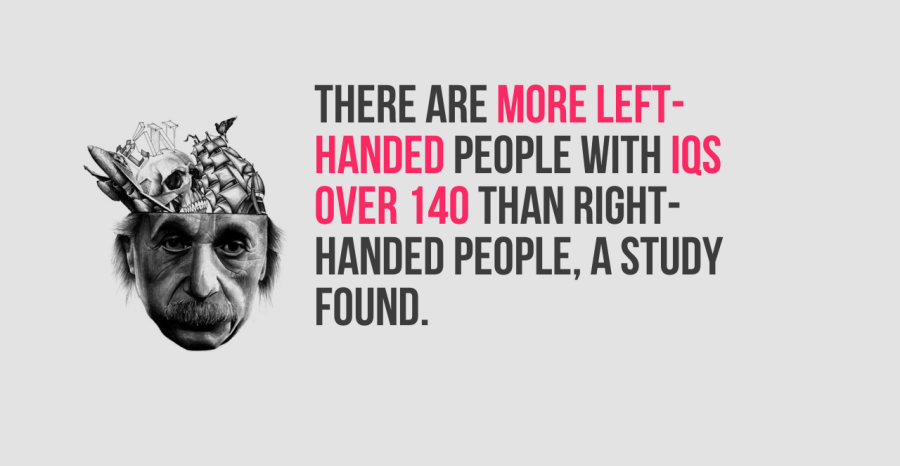 THERE ARE MORE LEFT-
HANDED PEOPLE WITH IQS
OVER 140 THAN RIGHT-
HANDED PEOPLE, A STUDY
FOUND.